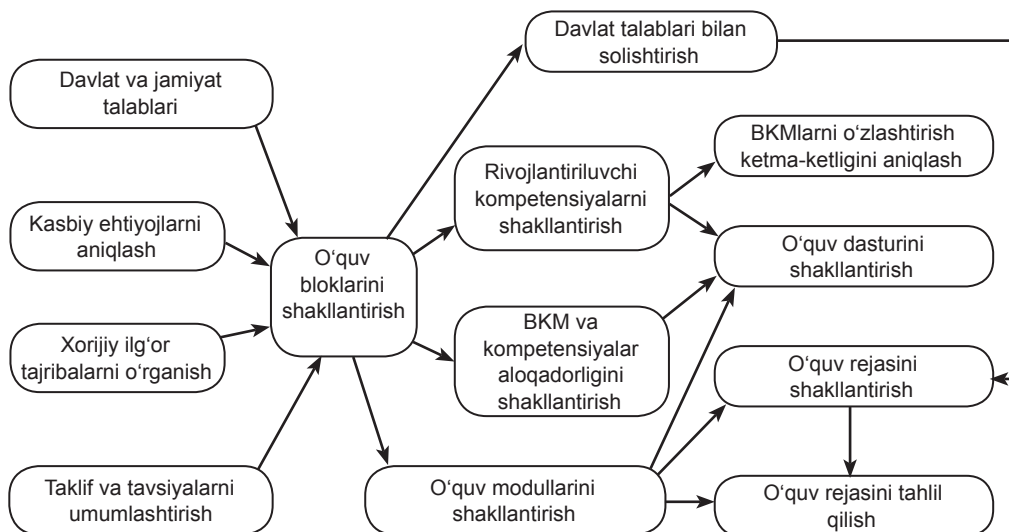 Davlat talablari bilan
solishtirish
Davlat va jamiyat
talablari
BKMlarni o‘zlashtirish
ketma-ketligini aniqlash
Rivojlantiriluvchi
kompetensiyalarni
shakllantirish
Kasbiy ehtiyojlarni
aniqlash
O‘quv
bloklarini
shakllantirish
O‘quv dasturini
shakllantirish
Xorijiy ilg‘or
tajribalarni o‘rganish
BKM va
kompetensiyalar
aloqadorligini
shakllantirish
O‘quv rejasini
shakllantirish
Taklif va tavsiyalarni
umumlashtirish
O‘quv modullarini
shakllantirish
O‘quv rejasini tahlil
qilish